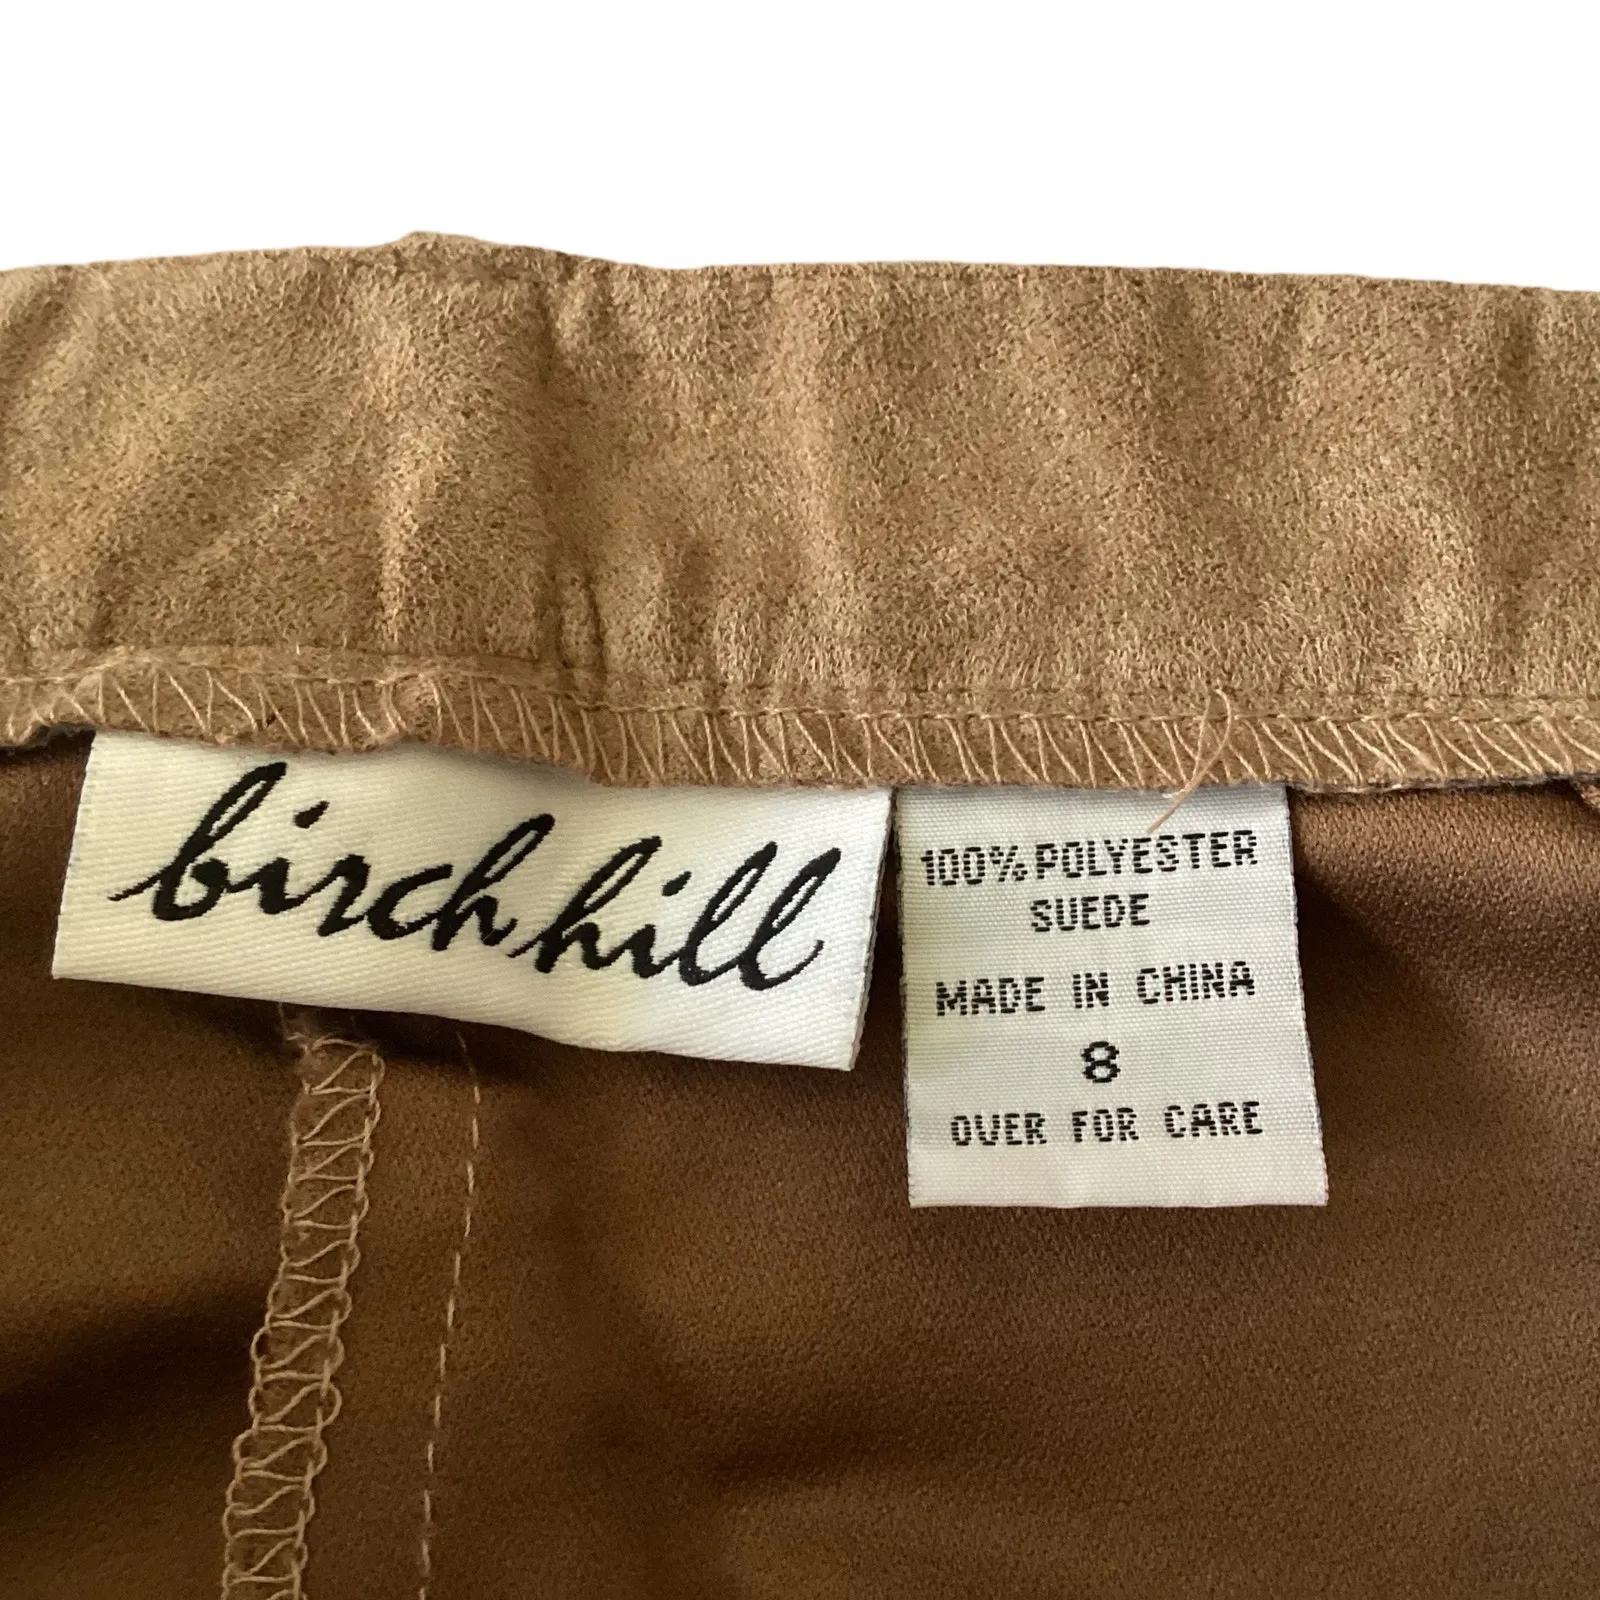 birch hill
100% POLYESTER
SUEDE
MADE IN CHINA
8
OVER FOR CARE